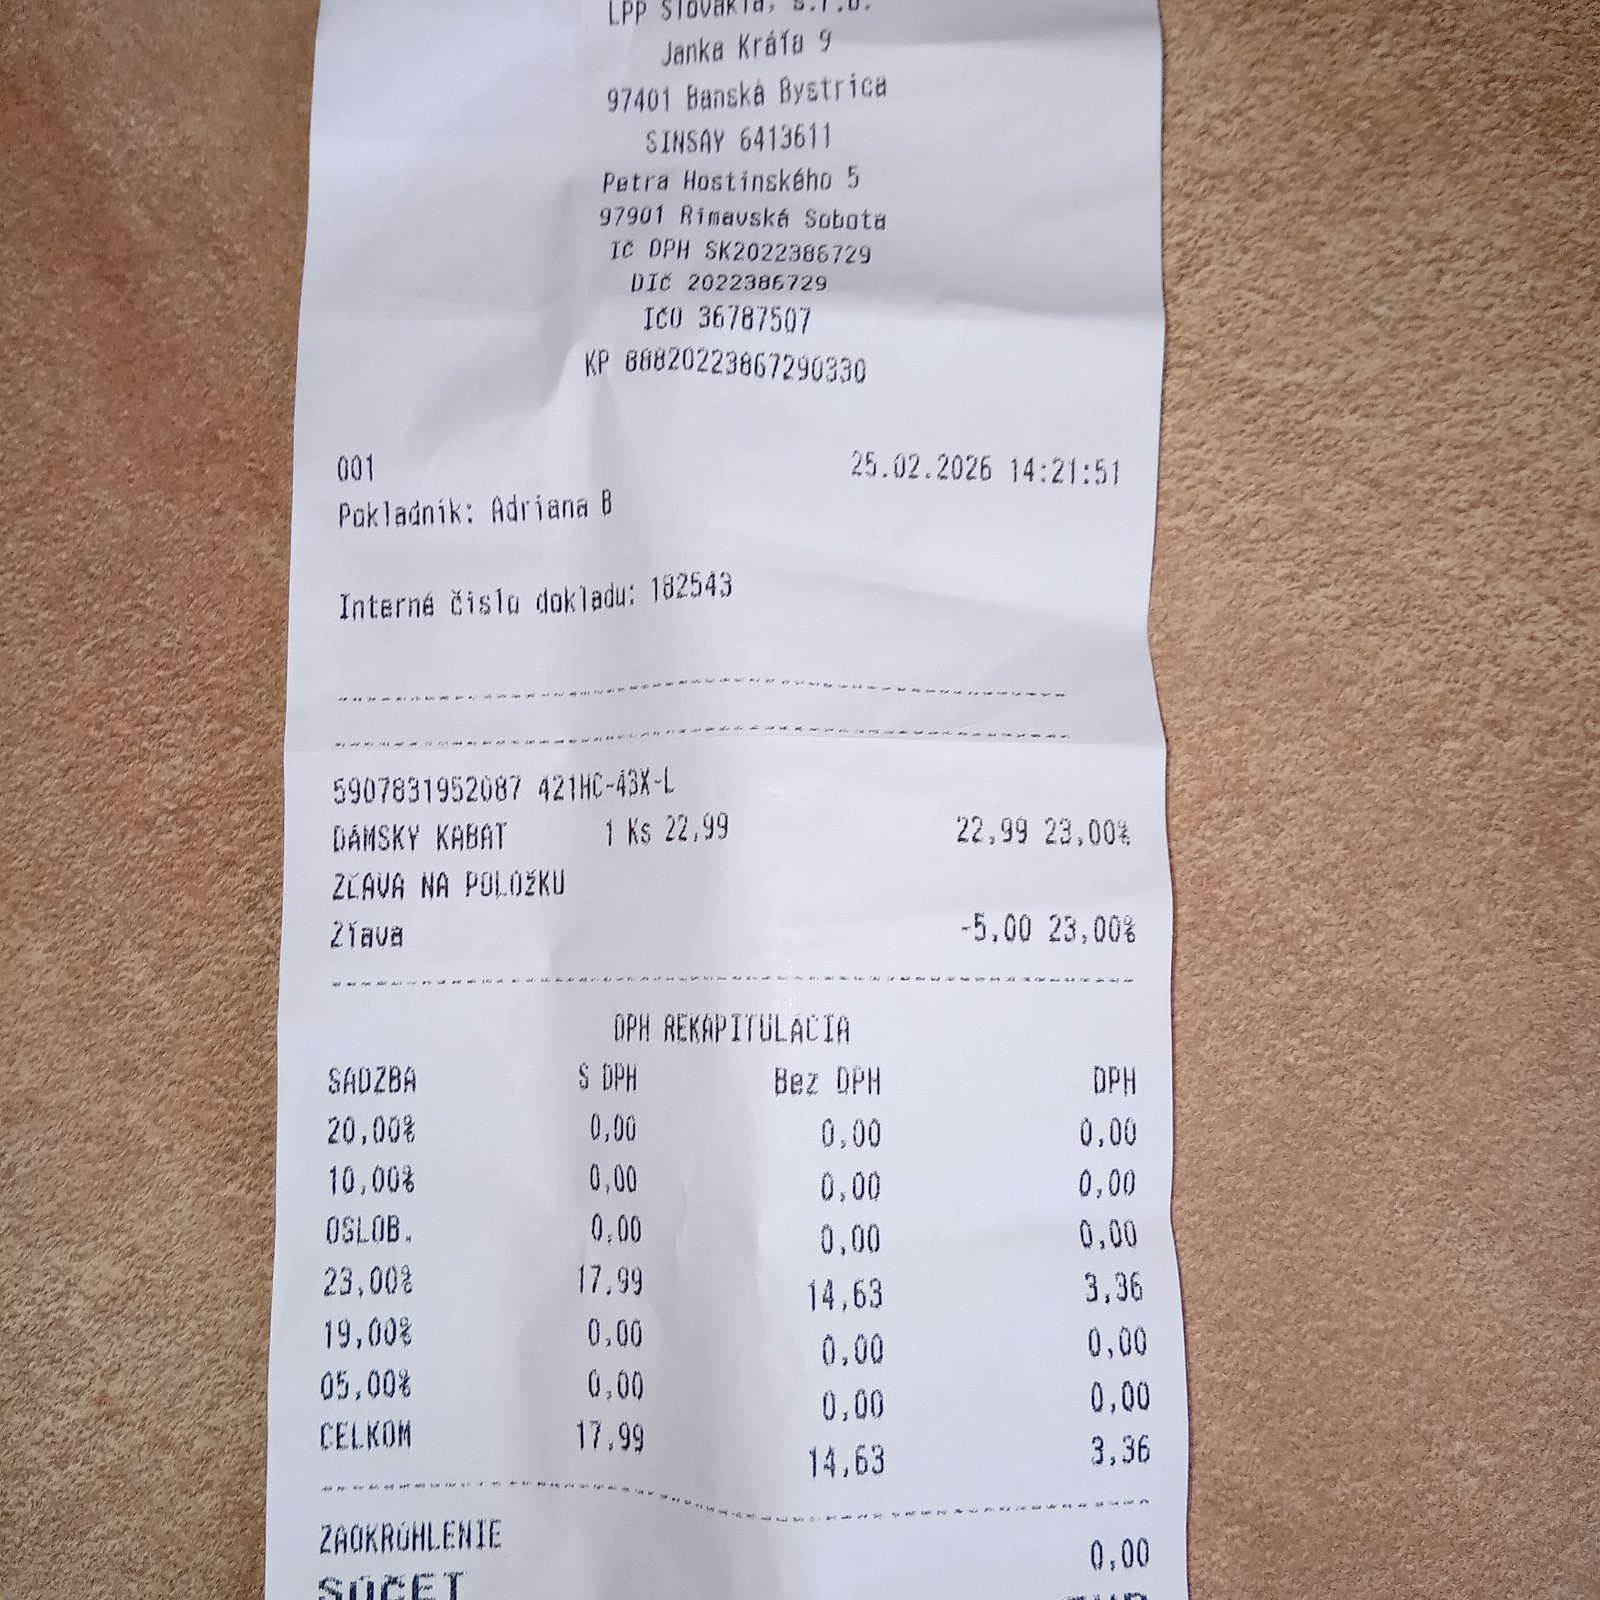 LPP Slovakia, s.r.o.
Janka Kráľa 9
97401 Banská Bystrica
SINSAY 6413611
Petra Hostinského 5
97901 Rimavská Sobota
IČ DPH SK2022386729
DIČ 2022386729
IČO 36787507
KP 88820223867290330
001 25.02.2026 14:21:51
Pokladník: Adriana B
Interné číslo dokladu: 182543
5907831952087 421HC-43X-L
DÁMSKY KABÁT 1 Ks 22,99 22,99 23,00%
ZĽAVA NA POLOŽKU
Zľava -5,00 23,00%
DPH REKAPITULÁCIA
SADZBA S DPH Bez DPH DPH
20,00% 0,00 0,00 0,00
10,00% 0,00 0,00 0,00
OSLOB. 0,00 0,00 0,00
23,00% 17,99 14,63 3,36
19,00% 0,00 0,00 0,00
05,00% 0,00 0,00 0,00
CELKOM 17,99 14,63 3,36
ZAOKRÚHLENIE 0,00
SÚČET EUR